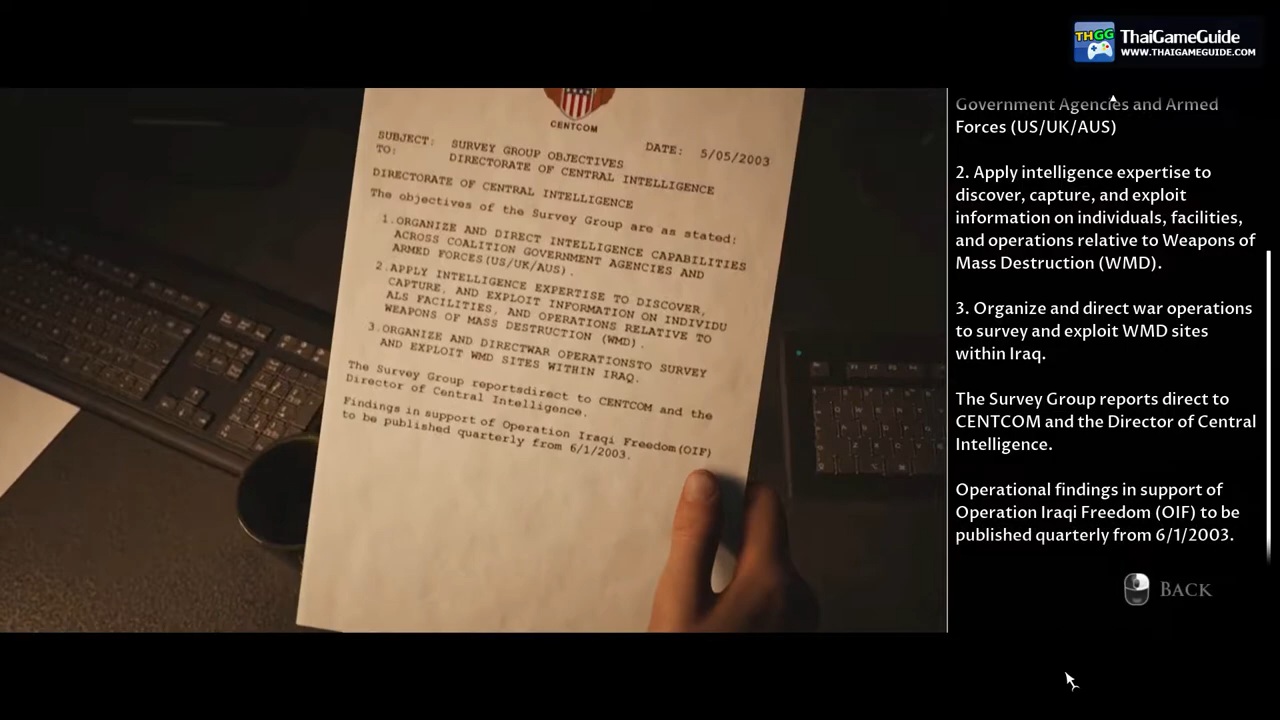 THGG
ThaiGameGuide
WWW.THAIGAMEGUIDE.COM
CENTCOM
SUBJECT: SURVEY GROUP OBJECTIVES DATE: 5/05/2003
TO: DIRECTORATE OF CENTRAL INTELLIGENCE
DIRECTORATE OF CENTRAL INTELLIGENCE
The objectives of the Survey Group are as stated:
1.ORGANIZE AND DIRECT INTELLIGENCE CAPABILITIES
ACROSS COALITION GOVERNMENT AGENCIES AND
ARMED FORCES(US/UK/AUS).
2.APPLY INTELLIGENCE EXPERTISE TO DISCOVER,
CAPTURE, AND EXPLOIT INFORMATION ON INDIVIDU
ALS FACILITIES, AND OPERATIONS RELATIVE TO
WEAPONS OF MASS DESTRUCTION (WMD).
3.ORGANIZE AND DIRECTWAR OPERATIONSTO SURVEY
AND EXPLOIT WMD SITES WITHIN IRAQ.
The Survey Group reportsdirect to CENTCOM and the
Director of Central Intelligence.
Findings in support of Operation Iraqi Freedom(OIF)
to be published quarterly from 6/1/2003.
Government Agencies and Armed
Forces (US/UK/AUS)
2. Apply intelligence expertise to
discover, capture, and exploit
information on individuals, facilities,
and operations relative to Weapons of
Mass Destruction (WMD).
3. Organize and direct war operations
to survey and exploit WMD sites
within Iraq.
The Survey Group reports direct to
CENTCOM and the Director of Central
Intelligence.
Operational findings in support of
Operation Iraqi Freedom (OIF) to be
published quarterly from 6/1/2003.
BACK